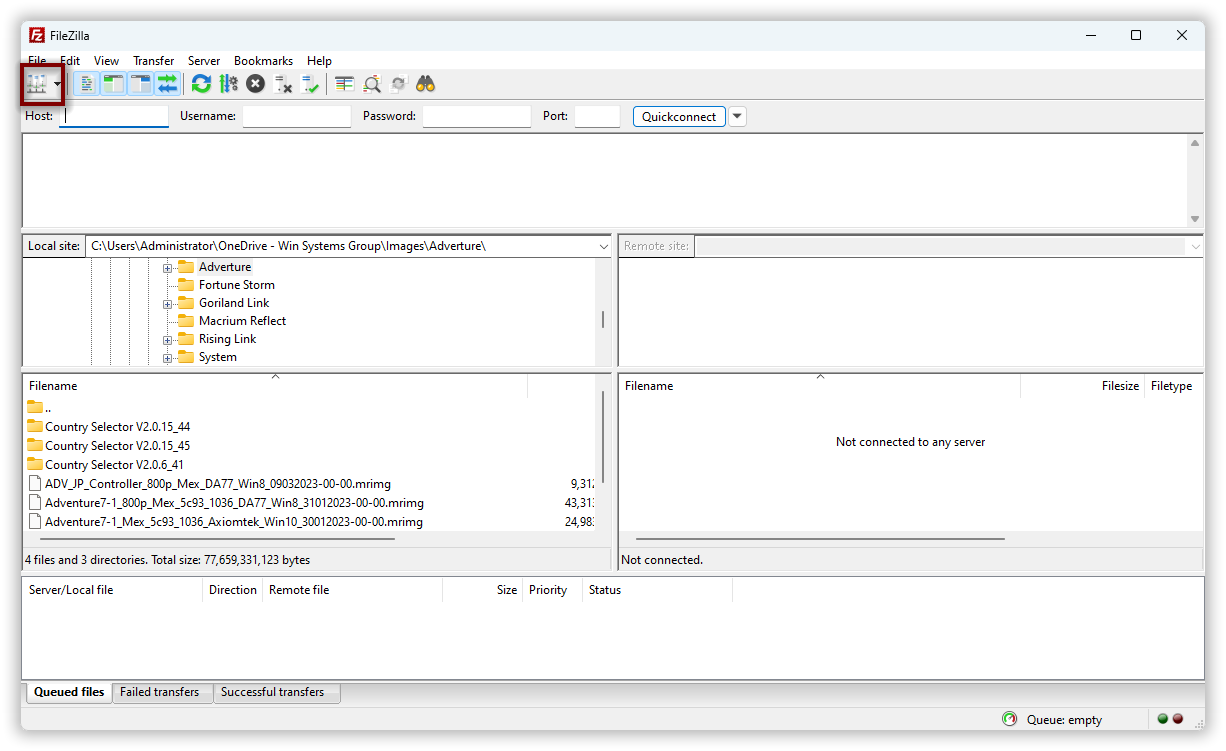 FileZilla
File Edit View Transfer Server Bookmarks Help
Host: Username: Password: Port: Quickconnect
Local site: C:\Users\Administrator\OneDrive - Win Systems Group\Images\Adverture\
Remote site:
Adverture
Fortune Storm
Goriland Link
Macrium Reflect
Rising Link
System
Filename
..
Country Selector V2.0.15_44
Country Selector V2.0.15_45
Country Selector V2.0.6_41
ADV_JP_Controller_800p_Mex_DA77_Win8_09032023-00-00.mrimg 9,312
Adventure7-1_800p_Mex_5c93_1036_DA77_Win8_31012023-00-00.mrimg 43,313
Adventure7-1_Mex_5c93_1036_Axiomtek_Win10_30012023-00-00.mrimg 24,983
4 files and 3 directories. Total size: 77,659,331,123 bytes
Filename Filesize Filetype
Not connected to any server
Not connected.
Server/Local file Direction Remote file Size Priority Status
Queued files Failed transfers Successful transfers
Queue: empty